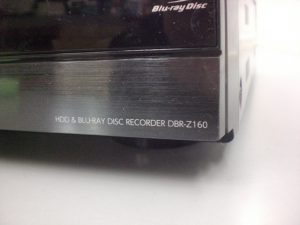 Blu-ray Disc
HDD & BLU-RAY DISC RECORDER DBR-Z160